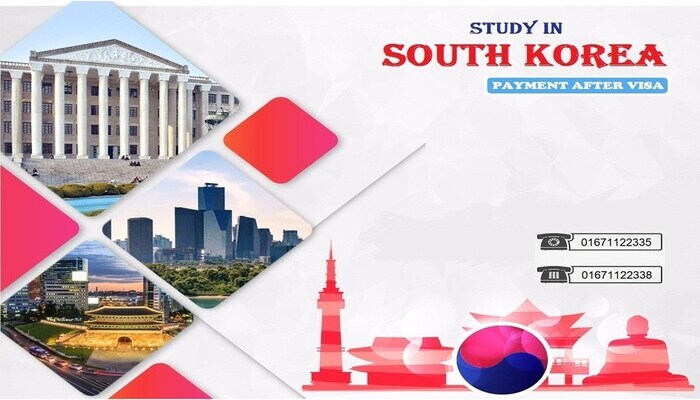 STUDY IN
SOUTH KOREA
PAYMENT AFTER VISA
01671122335
01671122338